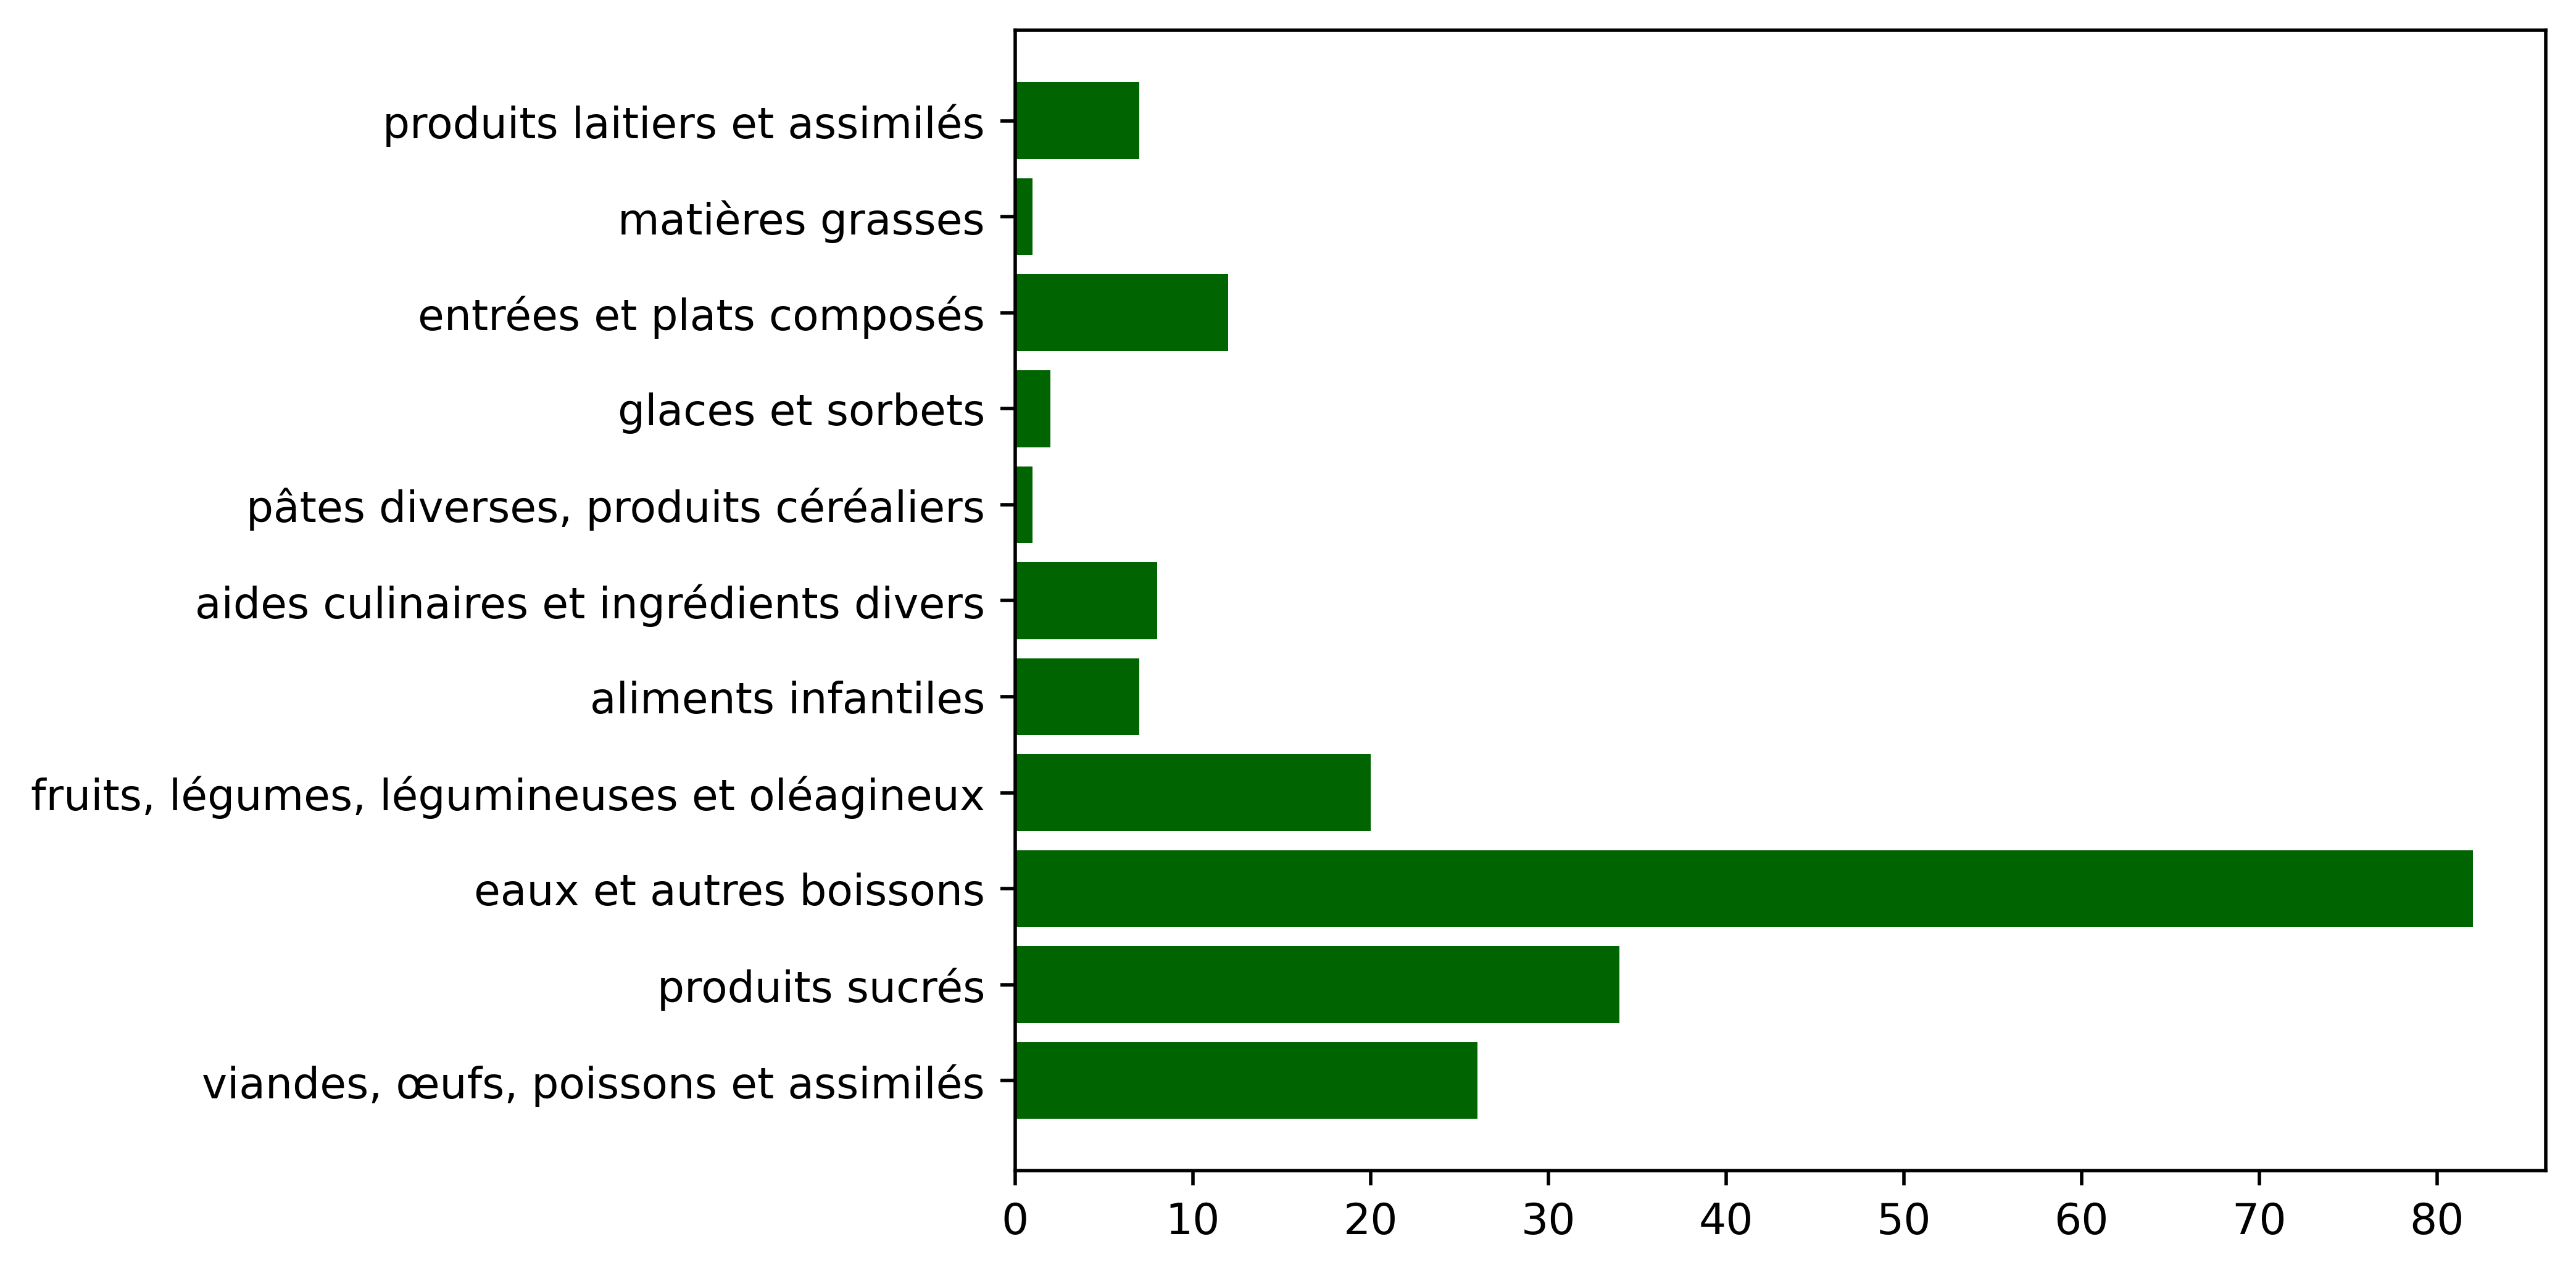 produits laitiers et assimilés
matières grasses
entrées et plats composés
glaces et sorbets
pâtes diverses, produits céréaliers
aides culinaires et ingrédients divers
aliments infantiles
fruits, légumes, légumineuses et oléagineux
eaux et autres boissons
produits sucrés
viandes, œufs, poissons et assimilés
0 10 20 30 40 50 60 70 80